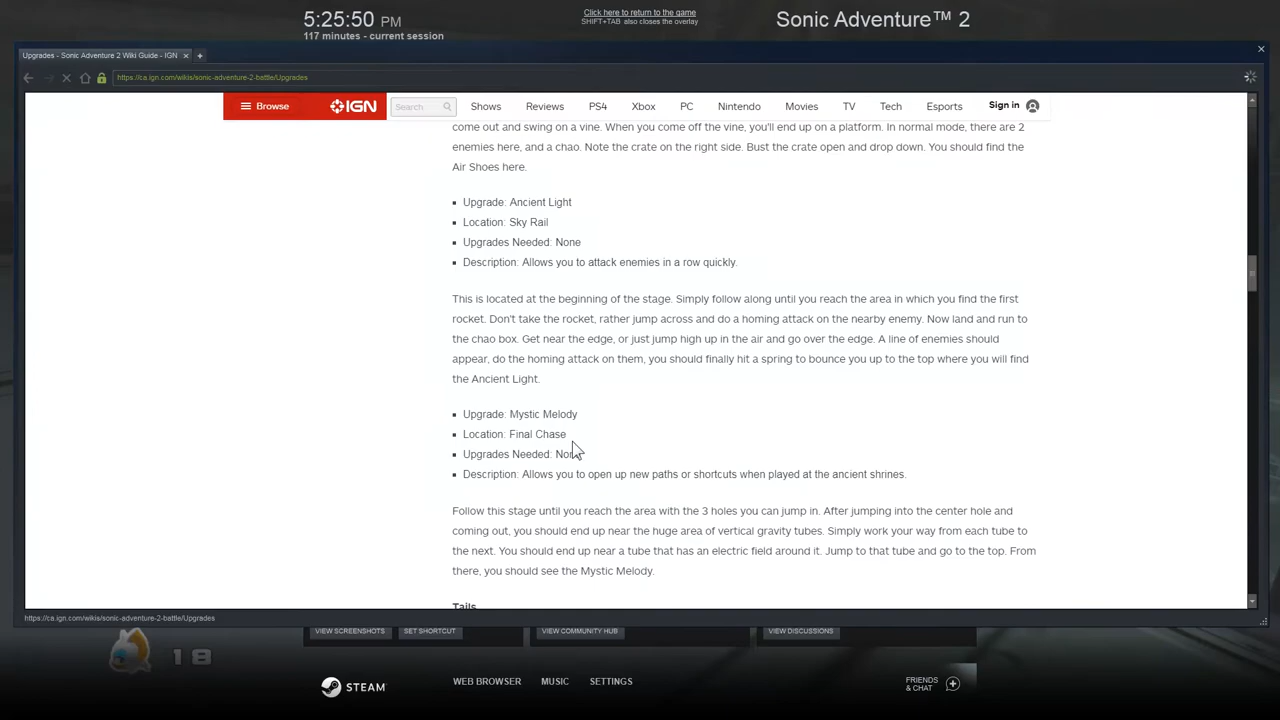 5:25:50 PM
117 minutes - current session
Click here to return to the game
SHIFT+TAB also closes the overlay
Sonic Adventure™ 2
Upgrades - Sonic Adventure 2 Wiki Guide - IGN
https://ca.ign.com/wikis/sonic-adventure-2-battle/Upgrades
Browse IGN Search Shows Reviews PS4 Xbox PC Nintendo Movies TV Tech Esports Sign in
come out and swing on a vine. When you come off the vine, you'll end up on a platform. In normal mode, there are 2
enemies here, and a chao. Note the crate on the right side. Bust the crate open and drop down. You should find the
Air Shoes here.
Upgrade: Ancient Light
Location: Sky Rail
Upgrades Needed: None
Description: Allows you to attack enemies in a row quickly.
This is located at the beginning of the stage. Simply follow along until you reach the area in which you find the first
rocket. Don't take the rocket, rather jump across and do a homing attack on the nearby enemy. Now land and run to
the chao box. Get near the edge, or just jump high up in the air and go over the edge. A line of enemies should
appear, do the homing attack on them, you should finally hit a spring to bounce you up to the top where you will find
the Ancient Light.
Upgrade: Mystic Melody
Location: Final Chase
Upgrades Needed: None
Description: Allows you to open up new paths or shortcuts when played at the ancient shrines.
Follow this stage until you reach the area with the 3 holes you can jump in. After jumping into the center hole and
coming out, you should end up near the huge area of vertical gravity tubes. Simply work your way from each tube to
the next. You should end up near a tube that has an electric field around it. Jump to that tube and go to the top. From
there, you should see the Mystic Melody.
Tails
https://ca.ign.com/wikis/sonic-adventure-2-battle/Upgrades
VIEW SCREENSHOTS SET SHORTCUT VIEW COMMUNITY HUB VIEW DISCUSSIONS
18
STEAM WEB BROWSER MUSIC SETTINGS FRIENDS
& CHAT